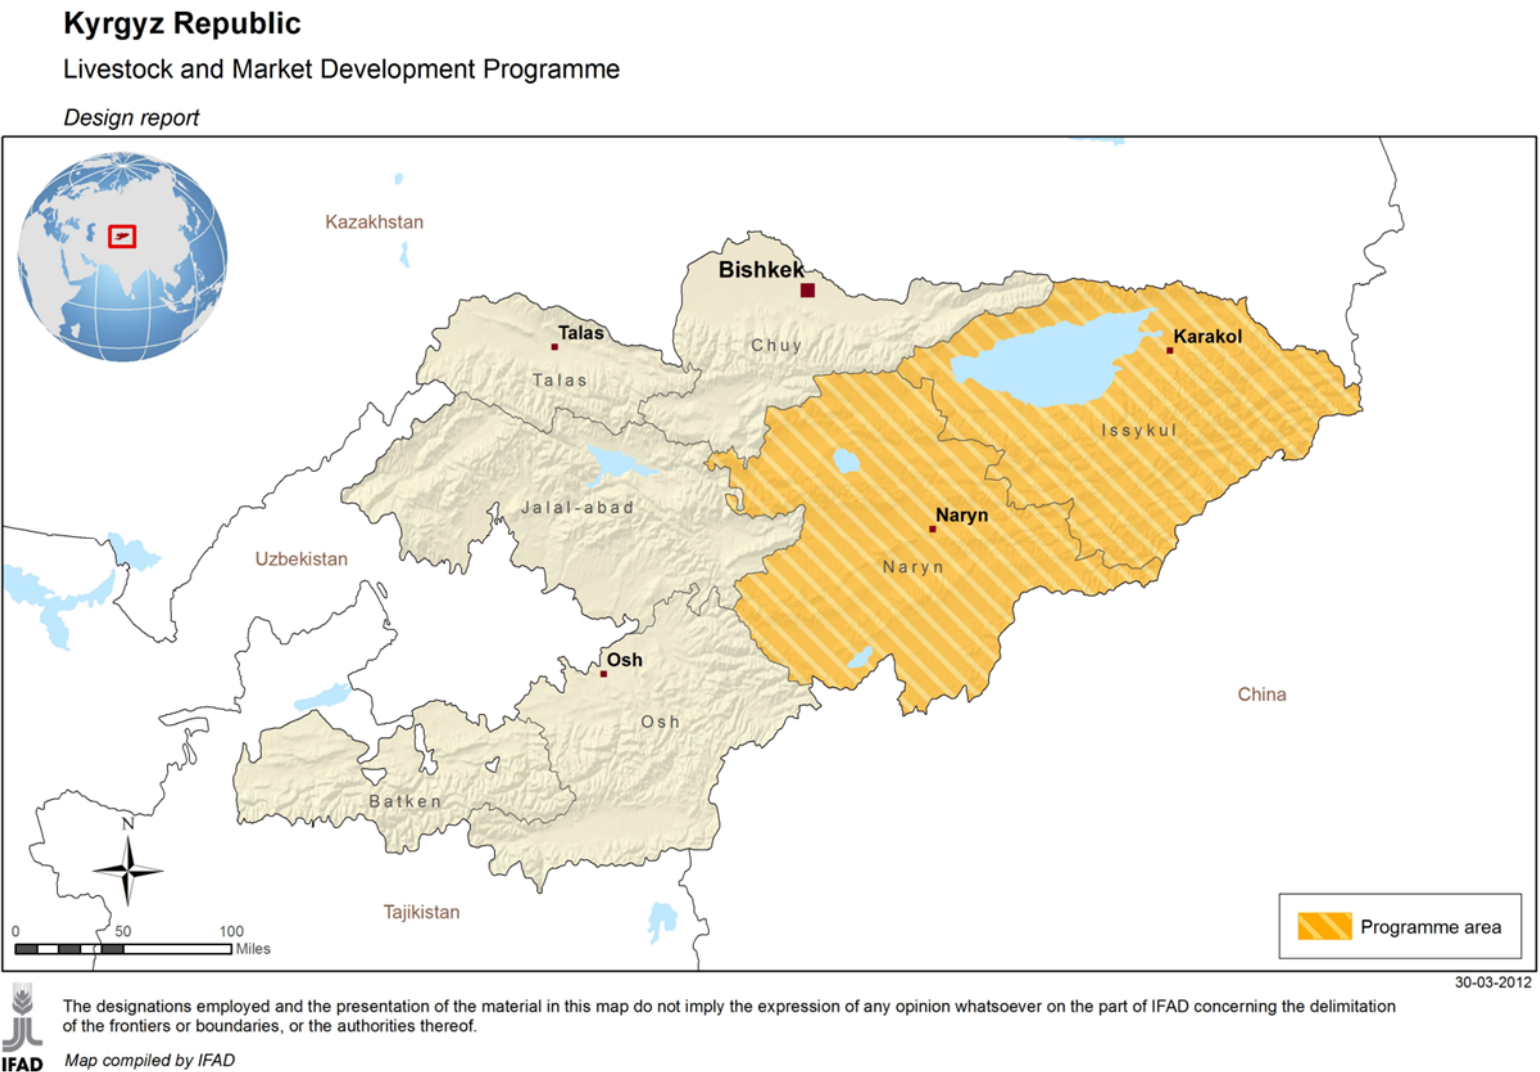 Kyrgyz Republic
Livestock and Market Development Programme
Design report
Kazakhstan
Bishkek
Talas
Karakol
Chuy
Talas
Issykul
Jalal-abad
Naryn
Uzbekistan
Naryn
Osh
China
Osh
Batken
N
Tajikistan
0 50 100
Miles
Programme area
30-03-2012
The designations employed and the presentation of the material in this map do not imply the expression of any opinion whatsoever on the part of IFAD concerning the delimitation
of the frontiers or boundaries, or the authorities thereof.
IFAD
Map compiled by IFAD